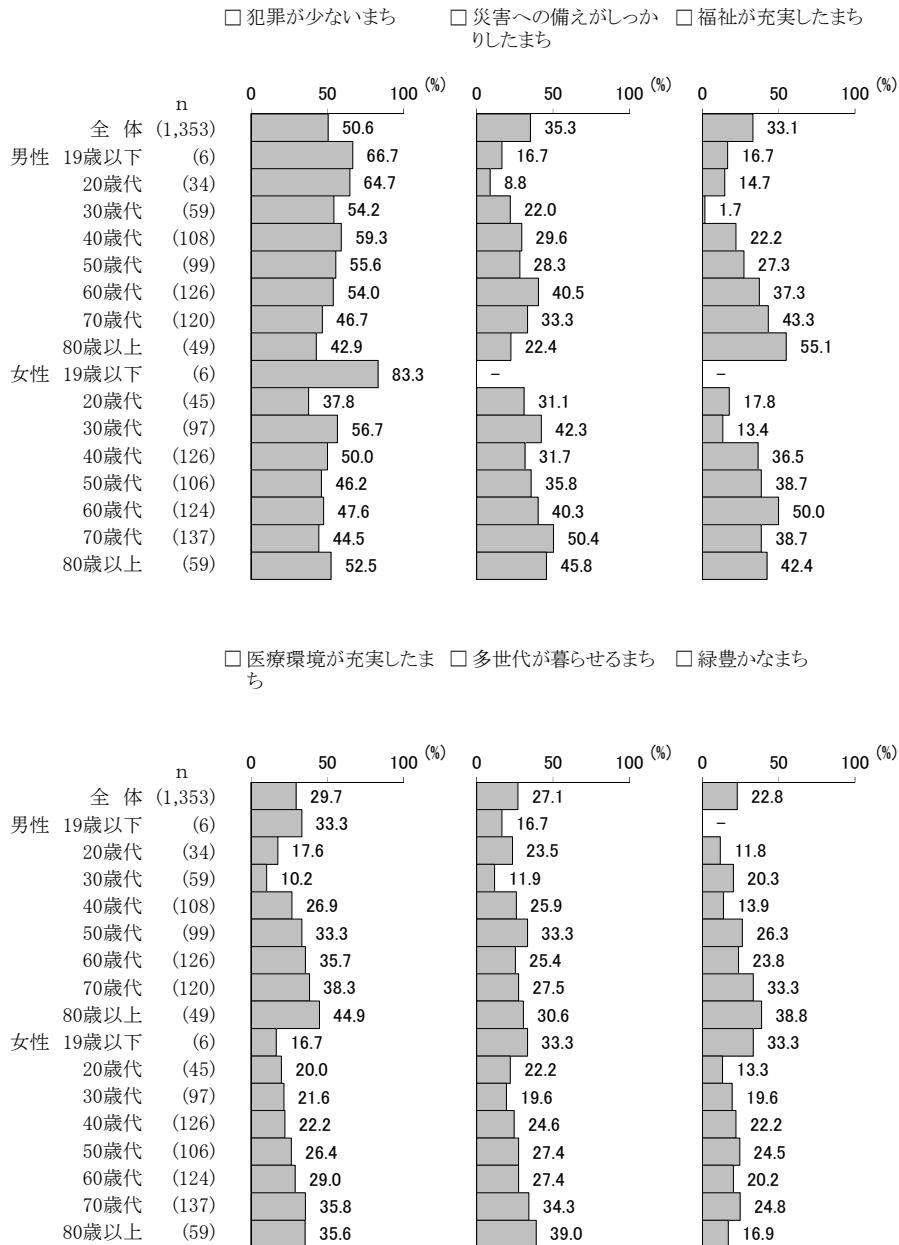 □ 犯罪が少ないまち □ 災害への備えがしっか □ 福祉が充実したまち
りしたまち
0 50 100 (%) 0 50 100 (%) 0 50 100 (%)
n
全 体 (1,353) 50.6 35.3 33.1
男性 19歳以下 (6) 66.7 16.7 16.7
20歳代 (34) 64.7 8.8 14.7
30歳代 (59) 54.2 22.0 1.7
40歳代 (108) 59.3 29.6 22.2
50歳代 (99) 55.6 28.3 27.3
60歳代 (126) 54.0 40.5 37.3
70歳代 (120) 46.7 33.3 43.3
80歳以上 (49) 42.9 22.4 55.1
女性 19歳以下 (6) 83.3 − −
20歳代 (45) 37.8 31.1 17.8
30歳代 (97) 56.7 42.3 13.4
40歳代 (126) 50.0 31.7 36.5
50歳代 (106) 46.2 35.8 38.7
60歳代 (124) 47.6 40.3 50.0
70歳代 (137) 44.5 50.4 38.7
80歳以上 (59) 52.5 45.8 42.4
□ 医療環境が充実したま □ 多世代が暮らせるまち □ 緑豊かなまち
ち
0 50 100 (%) 0 50 100 (%) 0 50 100 (%)
n
全 体 (1,353) 29.7 27.1 22.8
男性 19歳以下 (6) 33.3 16.7 −
20歳代 (34) 17.6 23.5 11.8
30歳代 (59) 10.2 11.9 20.3
40歳代 (108) 26.9 25.9 13.9
50歳代 (99) 33.3 33.3 26.3
60歳代 (126) 35.7 25.4 23.8
70歳代 (120) 38.3 27.5 33.3
80歳以上 (49) 44.9 30.6 38.8
女性 19歳以下 (6) 16.7 33.3 33.3
20歳代 (45) 20.0 22.2 13.3
30歳代 (97) 21.6 19.6 19.6
40歳代 (126) 22.2 24.6 22.2
50歳代 (106) 26.4 27.4 24.5
60歳代 (124) 29.0 27.4 20.2
70歳代 (137) 35.8 34.3 24.8
80歳以上 (59) 35.6 39.0 16.9